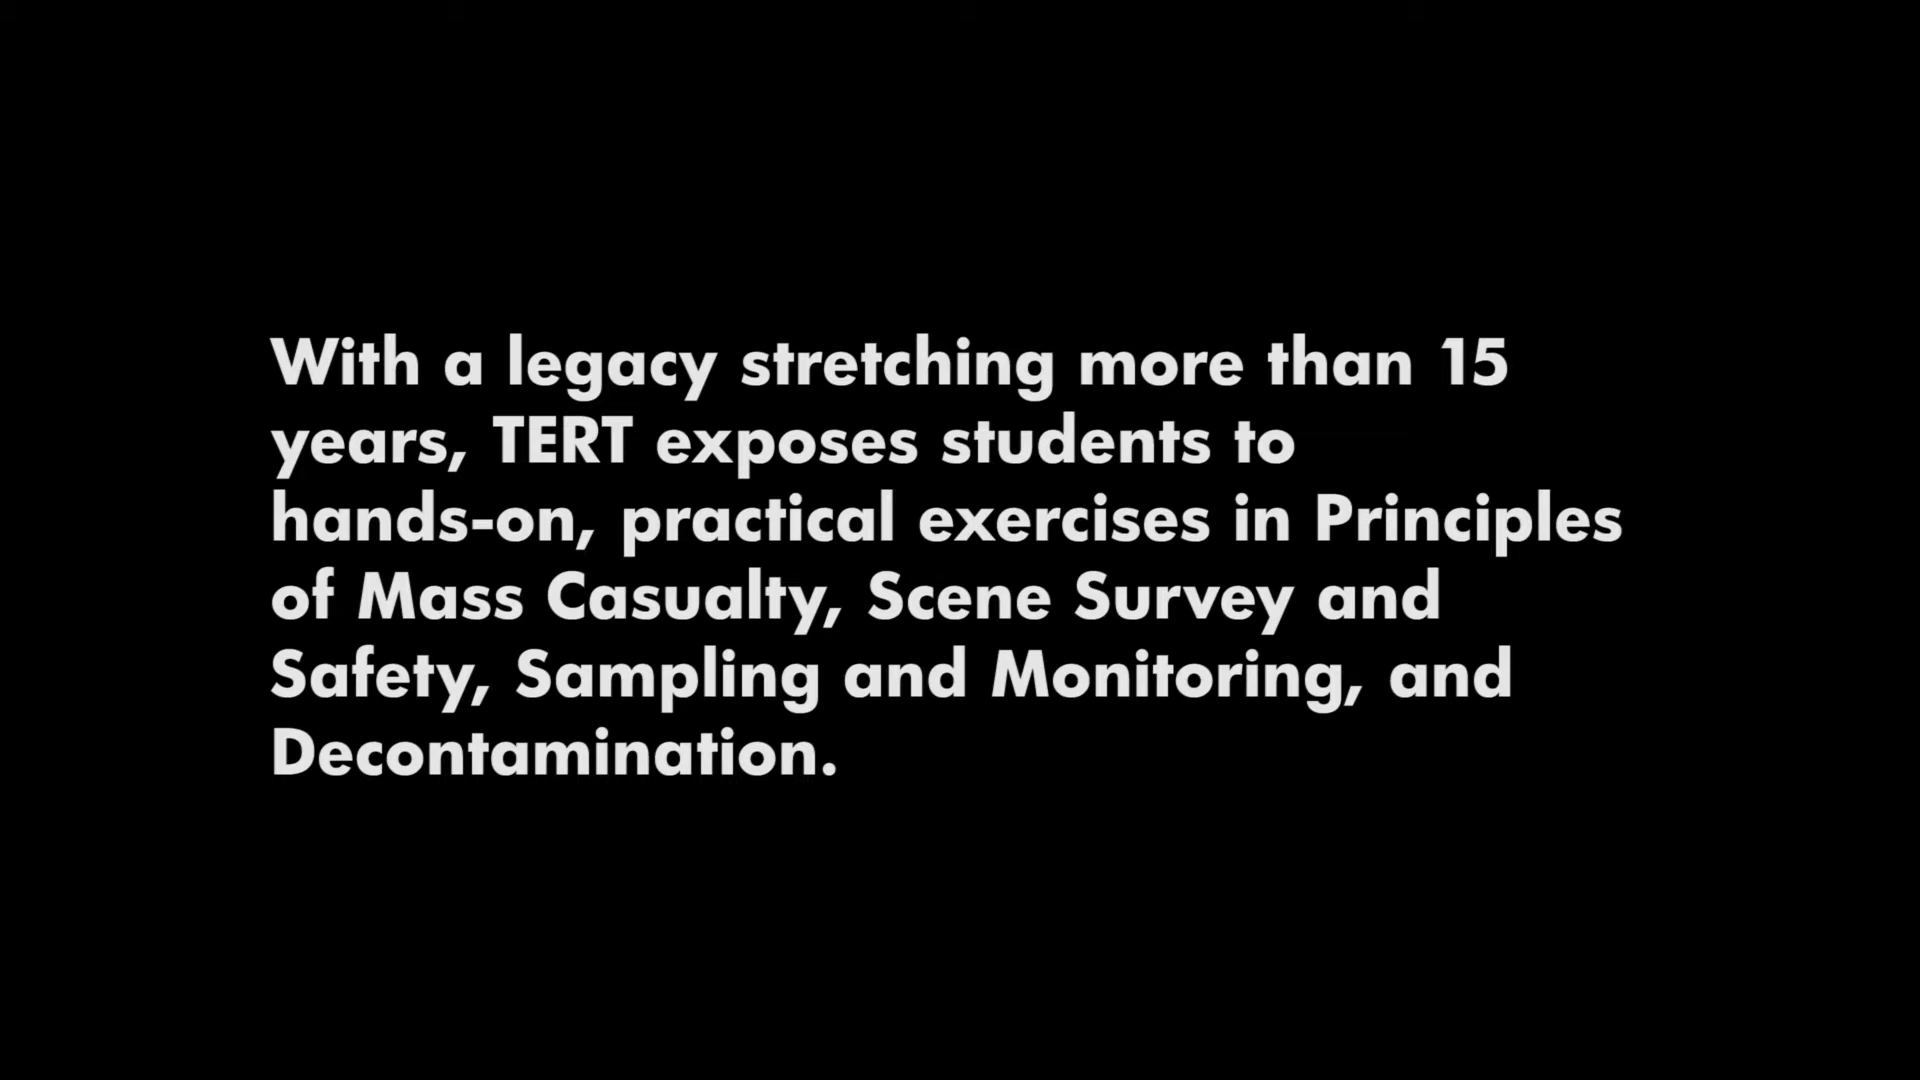 With a legacy stretching more than 15
years, TERT exposes students to
hands-on, practical exercises in Principles
of Mass Casualty, Scene Survey and
Safety, Sampling and Monitoring, and
Decontamination.